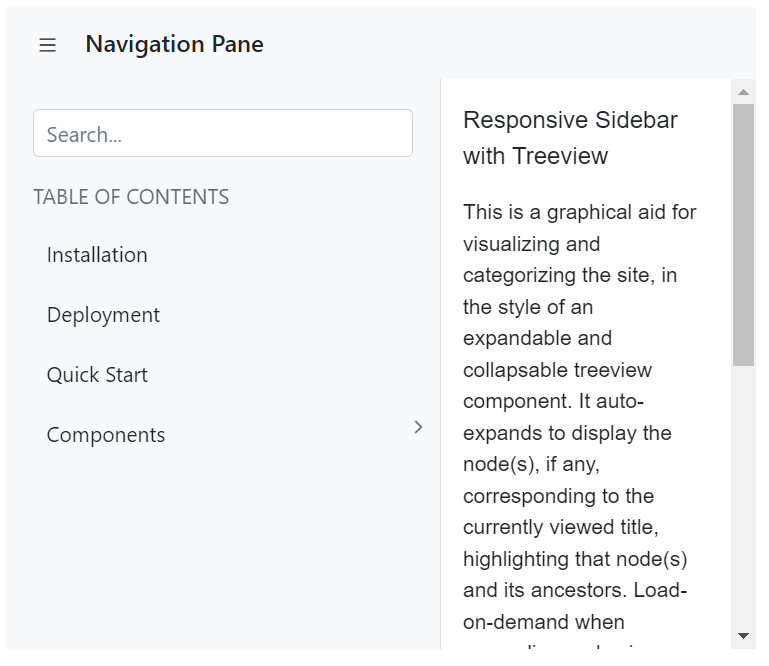 Navigation Pane
Search...
TABLE OF CONTENTS
Installation
Deployment
Quick Start
Components
Responsive Sidebar
with Treeview
This is a graphical aid for
visualizing and
categorizing the site, in
the style of an
expandable and
collapsable treeview
component. It auto-
expands to display the
node(s), if any,
corresponding to the
currently viewed title,
highlighting that node(s)
and its ancestors. Load-
on-demand when